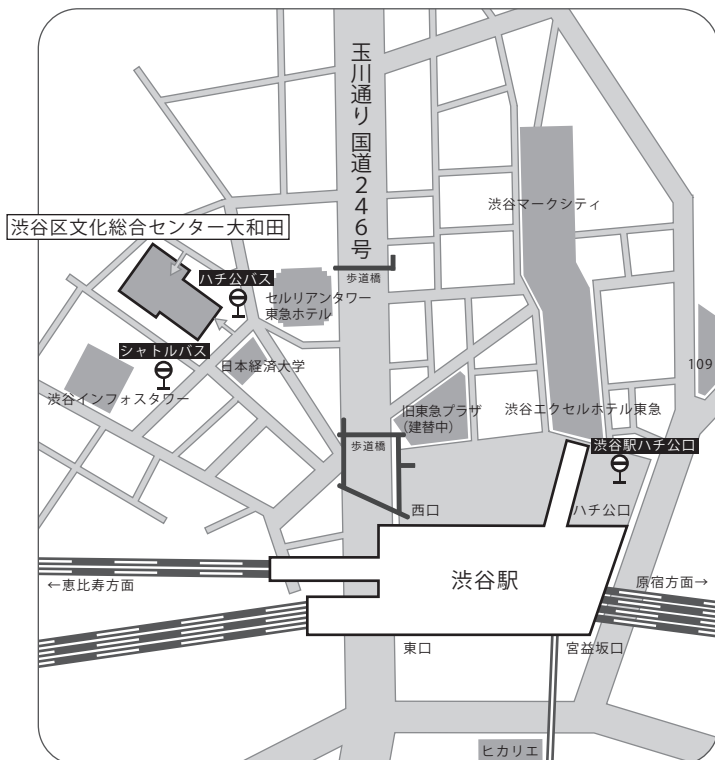 玉川通り 国道246号
渋谷マークシティ
渋谷区文化総合センター大和田
ハチ公バス
歩道橋
セルリアンタワー
東急ホテル
シャトルバス
日本経済大学
109
渋谷インフォスタワー
旧東急プラザ
(建替中)
渋谷エクセルホテル東急
歩道橋
渋谷駅ハチ公口
西口
ハチ公口
渋谷駅
←恵比寿方面
原宿方面→
東口
宮益坂口
ヒカリエ